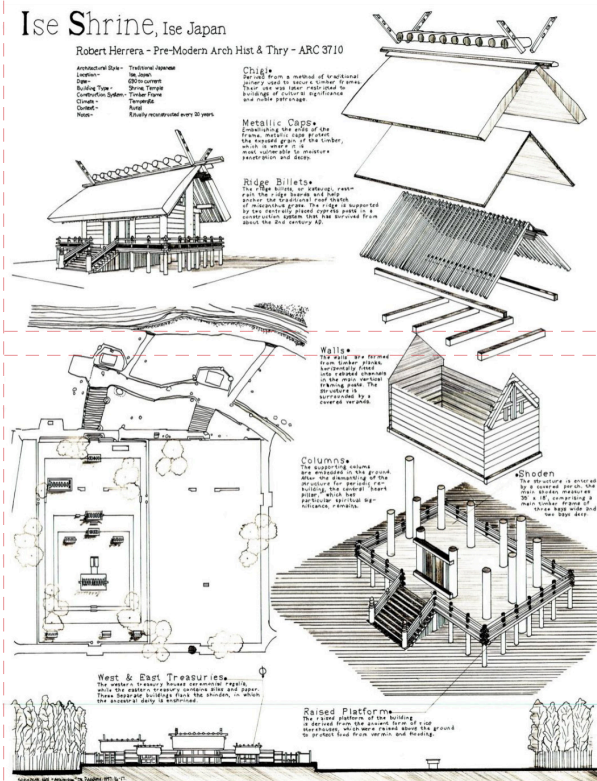 Ise Shrine, Ise Japan
Robert Herrera - Pre-Modern Arch Hist & Thry - ARC 3710
Architectural Style - Traditional Japanese
Location - Ise, Japan
Date - 690 to current
Building Type - Shrine, Temple
Construction System - Timber Frame
Climate - Temperate
Context - Rural
Notes - Ritually reconstructed every 20 years.
Chigi
Derived from a method of traditional
joinery used to secure timber frames.
Their use was later restricted to
buildings of cultural significance
and noble patronage.
Metallic Caps
Embellishing the ends of the
frame, metallic caps protect
the exposed grain of the timber,
which is where it is
most vulnerable to moisture
penetration and decay.
Ridge Billets
The ridge billets, or katsuogi, rest-
rain the ridge boards and help
anchor the traditional roof thatch
of miscanthus grass. The ridge is supported
by two centrally placed cypress posts in a
construction system that has survived from
about the 2nd century AD.
Walls
The walls are formed
from timber planks,
horizontally fitted
into rebated channels
in the main vertical
framing posts. The
structure is
surrounded by a
covered veranda.
Columns
The supporting colums
are embedded in the ground.
After the dismantling of the
structure for periodic re-
building, the central "heart
pillar," which has
particular spiritual sig-
nificance, remains.
Shoden
The structure is entered
by a covered porch. the
main shoden measures
35' x 18', comprising a
main timber frame of
three bays wide and
two bays deep.
West & East Treasuries
The western treasury houses ceremonial regalia,
while the eastern treasury contains silks and paper.
These separate buildings flank the shinden, in which
the ancestral deity is enshrined.
Raised Platform
The raised platform of the building
is derived from the ancient form of rice
storehouses, which were raised above the ground
to protect food from vermin and flooding.